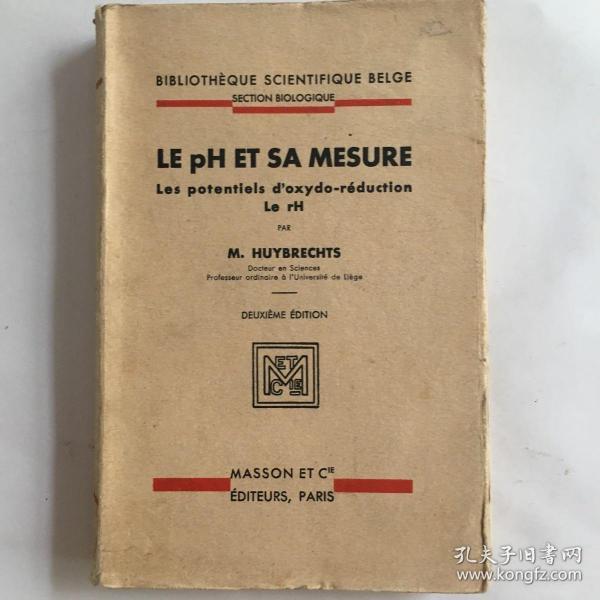 BIBLIOTHÈQUE SCIENTIFIQUE BELGE
SECTION BIOLOGIQUE
LE pH ET SA MESURE
Les potentiels d'oxydo-réduction
Le rH
PAR
M. HUYBRECHTS
Docteur en Sciences
Professeur ordinaire à l'Université de Liège
DEUXIÈME ÉDITION
M ET CIE
MASSON ET CIE
ÉDITEURS, PARIS
孔夫子旧书网
www.kongfz.com